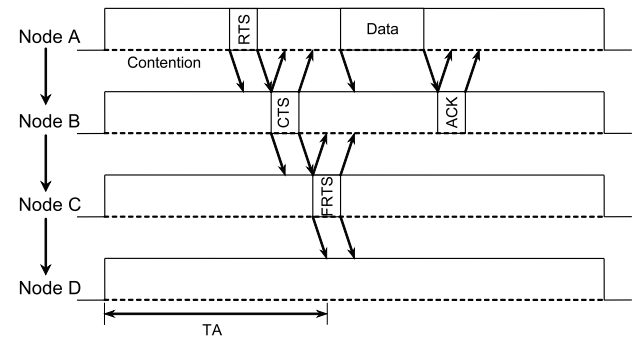 Node A
RTS
Data
Contention
Node B
CTS
ACK
Node C
FRTS
Node D
TA